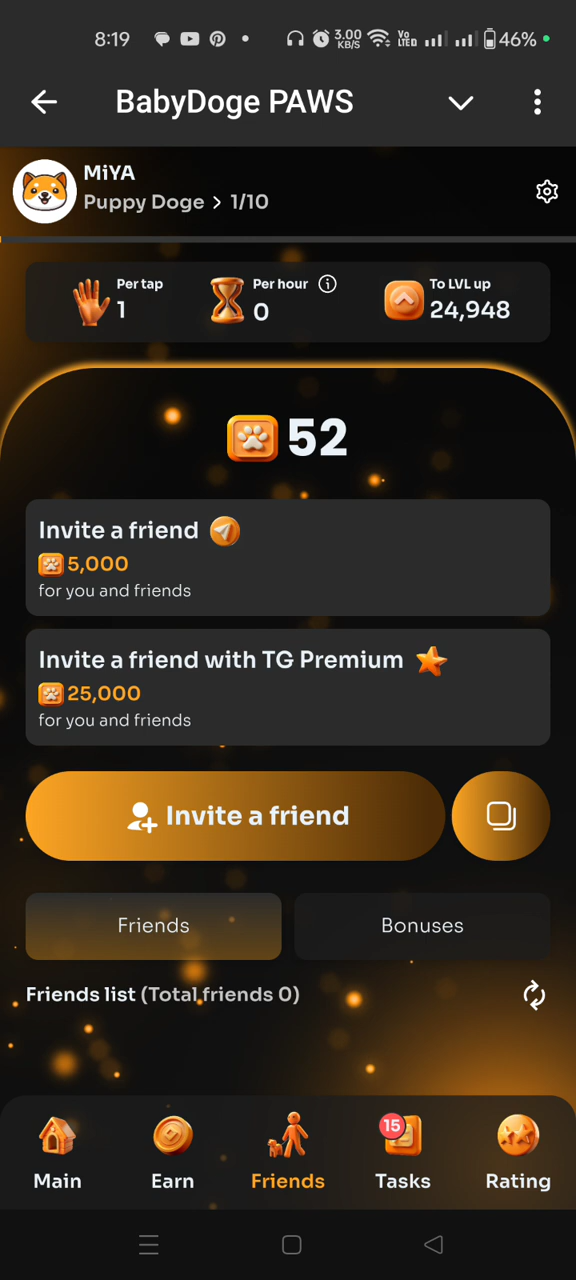 8:19
3.00 KB/S
Vo LTED
46%
BabyDoge PAWS
MiYA
Puppy Doge > 1/10
Per tap
1
Per hour
0
To LVL up
24,948
52
Invite a friend
5,000
for you and friends
Invite a friend with TG Premium
25,000
for you and friends
Invite a friend
Friends
Bonuses
Friends list (Total friends 0)
15
Main
Earn
Friends
Tasks
Rating